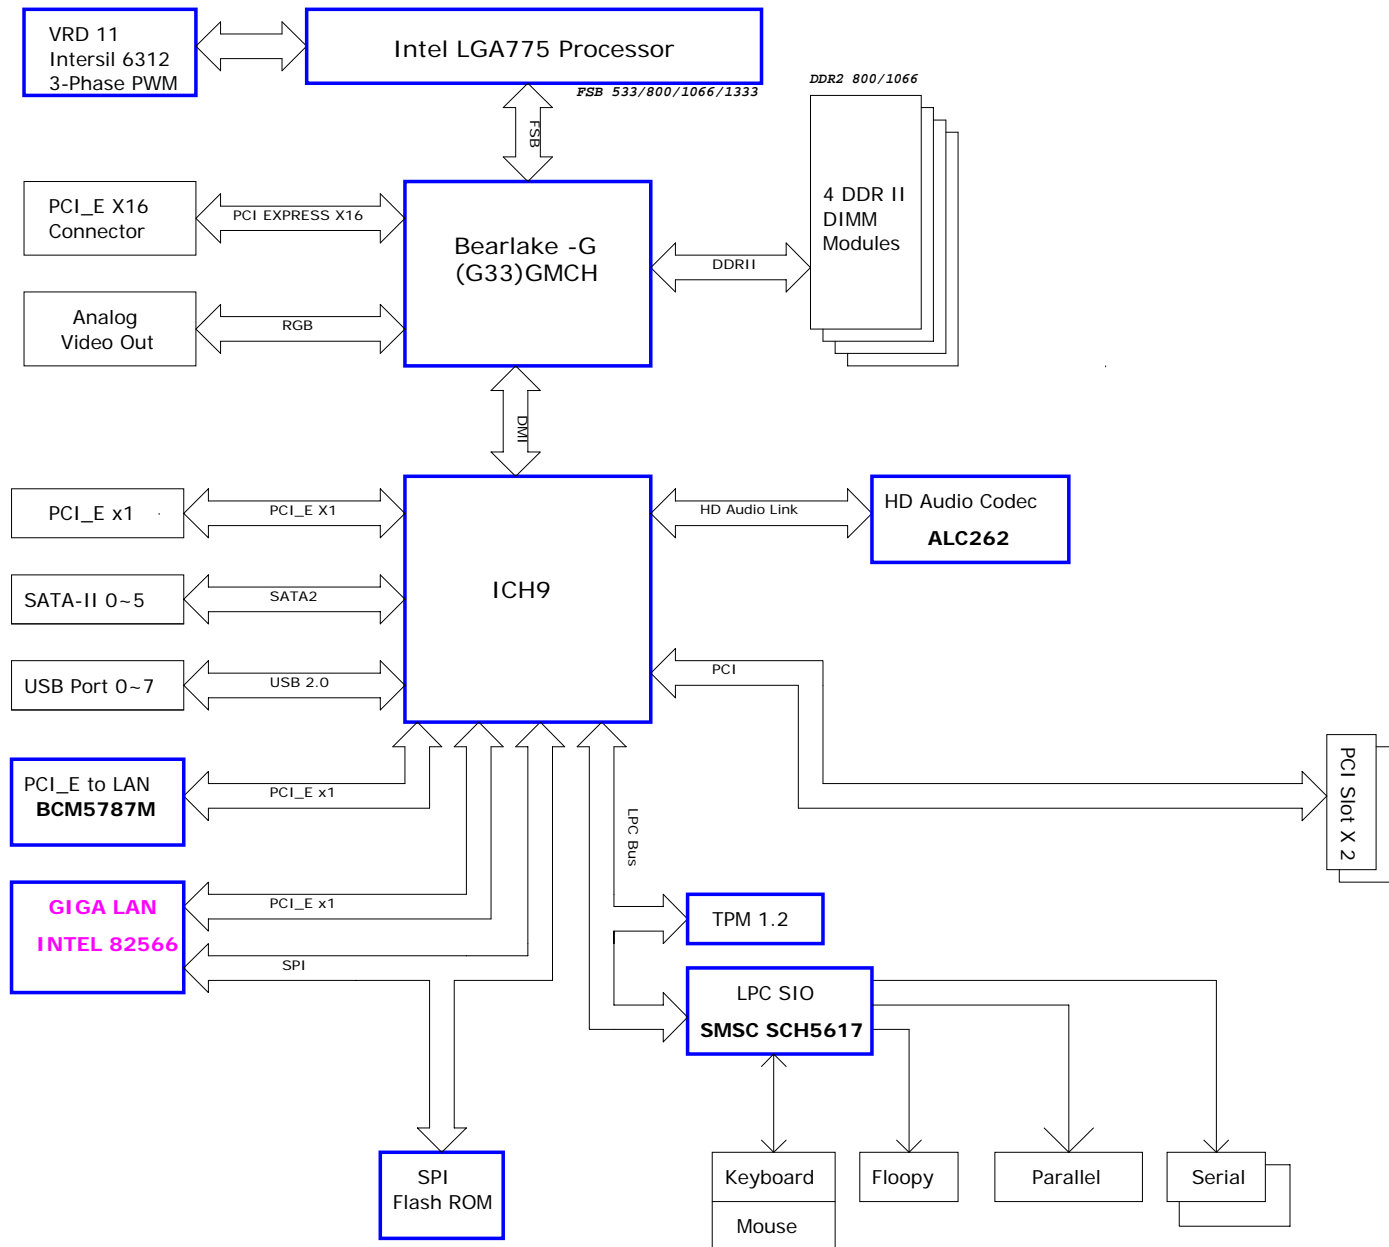 VRD 11
Intersil 6312
3-Phase PWM
Intel LGA775 Processor
FSB 533/800/1066/1333
DDR2 800/1066
FSB
PCI_E X16
Connector
PCI EXPRESS X16
Bearlake -G
(G33)GMCH
DDRII
4 DDR II
DIMM
Modules
Analog
Video Out
RGB
DMI
PCI_E x1
PCI_E X1
HD Audio Link
HD Audio Codec
ALC262
ICH9
SATA-II 0~5
SATA2
USB Port 0~7
USB 2.0
PCI
PCI Slot X 2
PCI_E to LAN
BCM5787M
PCI_E x1
LPC Bus
GIGA LAN
INTEL 82566
PCI_E x1
SPI
TPM 1.2
LPC SIO
SMSC SCH5617
SPI
Flash ROM
Keyboard
Mouse
Floopy
Parallel
Serial